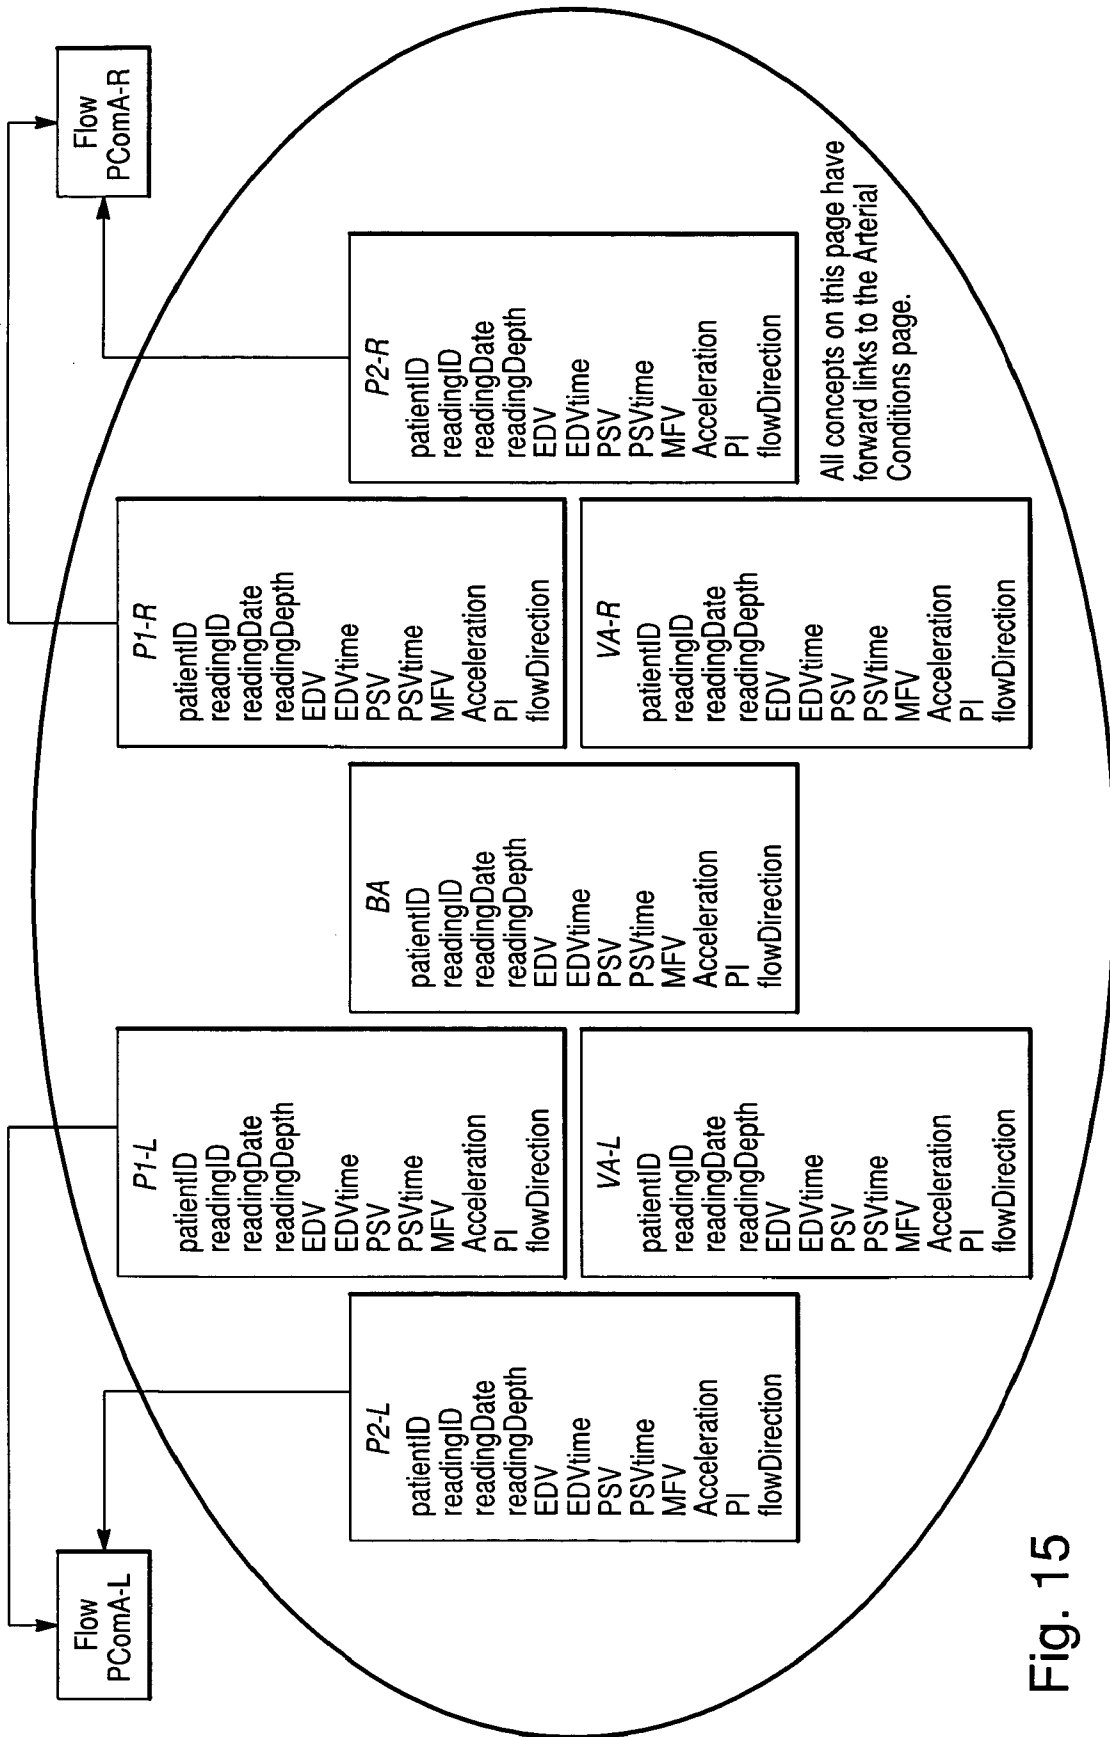 Flow
PComA-L
Flow
PComA-R
P1-L
patientID
readingID
readingDate
readingDepth
EDV
EDVtime
PSV
PSVtime
MFV
Acceleration
PI
flowDirection
P1-R
patientID
readingID
readingDate
readingDepth
EDV
EDVtime
PSV
PSVtime
MFV
Acceleration
PI
flowDirection
P2-L
patientID
readingID
readingDate
readingDepth
EDV
EDVtime
PSV
PSVtime
MFV
Acceleration
PI
flowDirection
BA
patientID
readingID
readingDate
readingDepth
EDV
EDVtime
PSV
PSVtime
MFV
Acceleration
PI
flowDirection
P2-R
patientID
readingID
readingDate
readingDepth
EDV
EDVtime
PSV
PSVtime
MFV
Acceleration
PI
flowDirection
VA-L
patientID
readingID
readingDate
readingDepth
EDV
EDVtime
PSV
PSVtime
MFV
Acceleration
PI
flowDirection
VA-R
patientID
readingID
readingDate
readingDepth
EDV
EDVtime
PSV
PSVtime
MFV
Acceleration
PI
flowDirection
All concepts on this page have
forward links to the Arterial
Conditions page.
Fig. 15